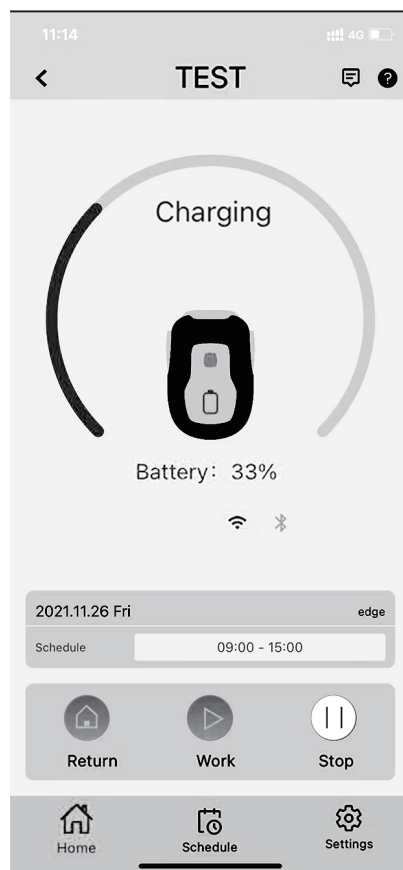 11:14
4G
TEST
?
Charging
Battery: 33%
2021.11.26 Fri
edge
Schedule
09:00 - 15:00
Return
Work
Stop
Home
Schedule
Settings